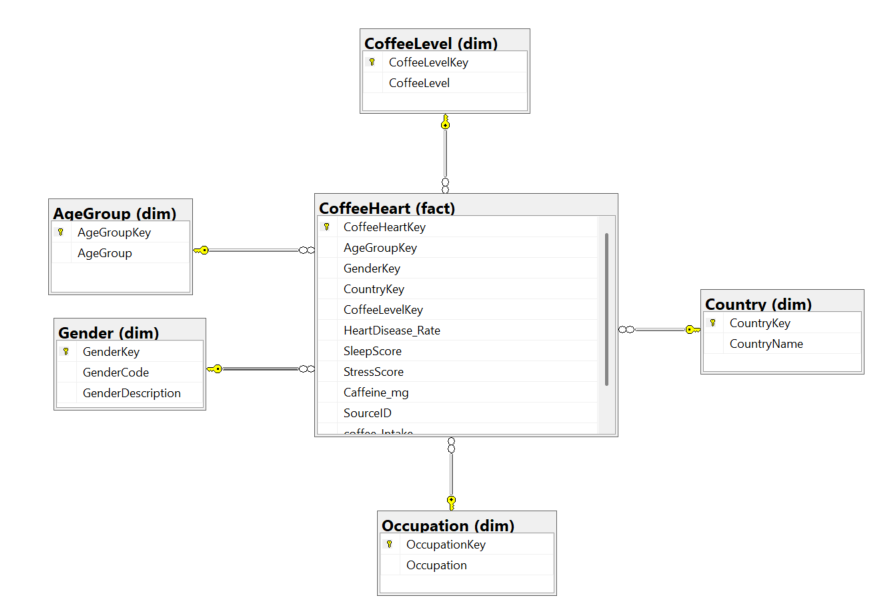 CoffeeLevel (dim)
CoffeeLevelKey
CoffeeLevel
AgeGroup (dim)
AgeGroupKey
AgeGroup
CoffeeHeart (fact)
CoffeeHeartKey
AgeGroupKey
GenderKey
CountryKey
CoffeeLevelKey
HeartDisease_Rate
SleepScore
StressScore
Caffeine_mg
SourceID
coffee_Intake
Gender (dim)
GenderKey
GenderCode
GenderDescription
Country (dim)
CountryKey
CountryName
Occupation (dim)
OccupationKey
Occupation